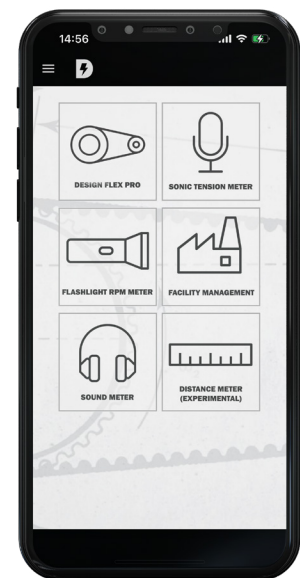 14:56
DESIGN FLEX PRO
SONIC TENSION METER
FLASHLIGHT RPM METER
FACILITY MANAGEMENT
SOUND METER
DISTANCE METER
(EXPERIMENTAL)